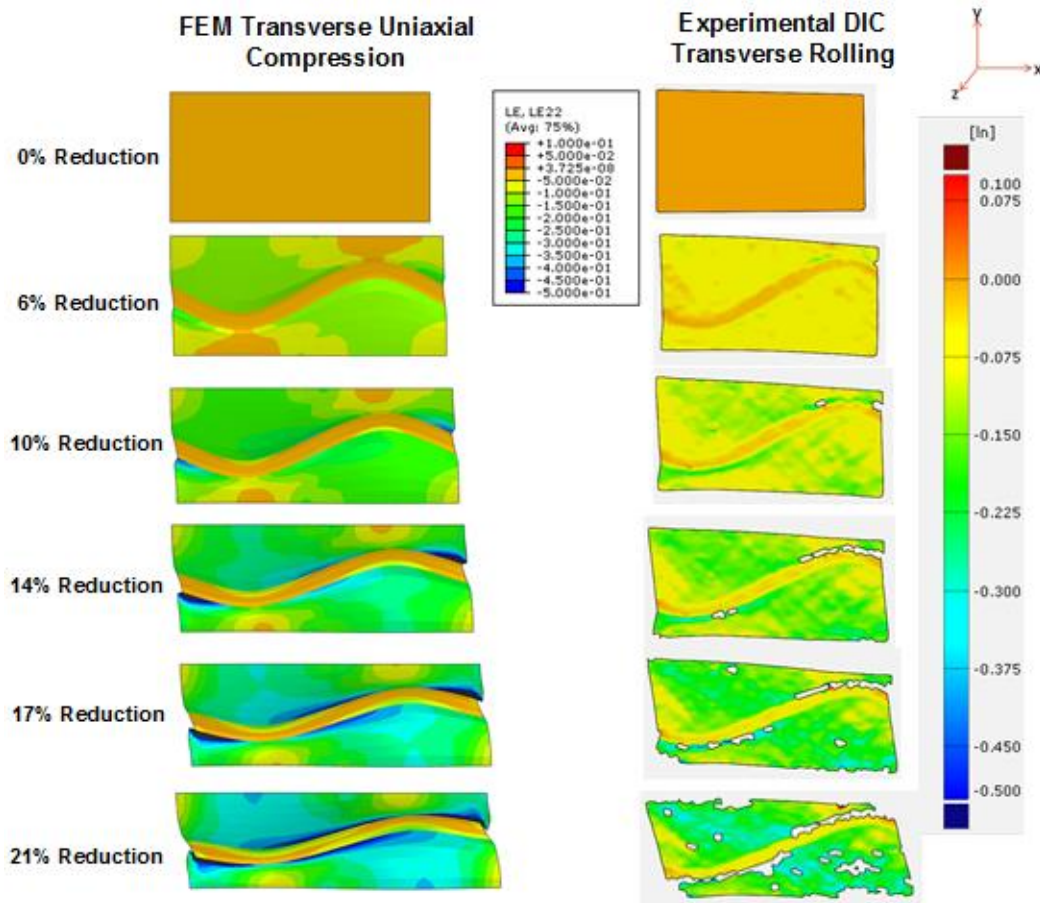 FEM Transverse Uniaxial
Compression
Experimental DIC
Transverse Rolling
y
x
z
0% Reduction
LE, LE22
(Avg: 75%)
+1.000e-01
+5.000e-02
+3.725e-08
-5.000e-02
-1.000e-01
-1.500e-01
-2.000e-01
-2.500e-01
-3.000e-01
-3.500e-01
-4.000e-01
-4.500e-01
-5.000e-01
[ln]
0.100
0.075
0.000
-0.075
-0.150
-0.225
-0.300
-0.375
-0.450
-0.500
6% Reduction
10% Reduction
14% Reduction
17% Reduction
21% Reduction